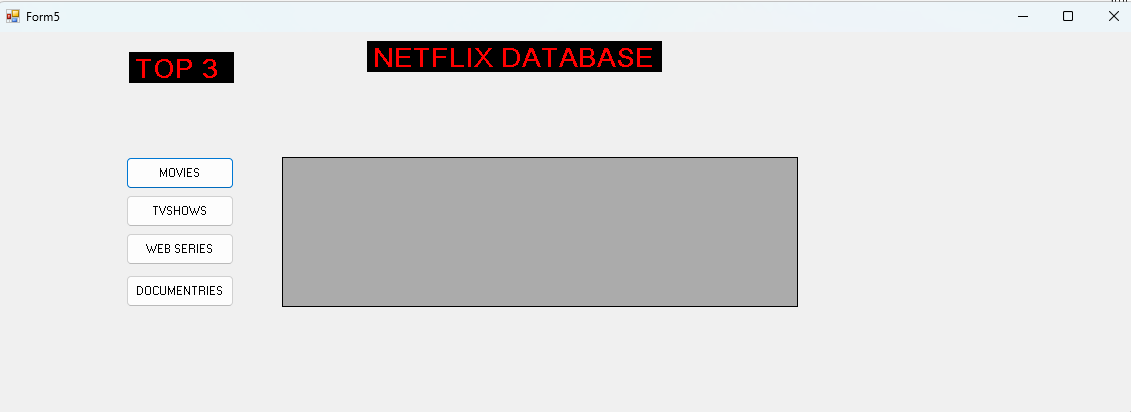 Form5
TOP 3
NETFLIX DATABASE
MOVIES
TVSHOWS
WEB SERIES
DOCUMENTRIES